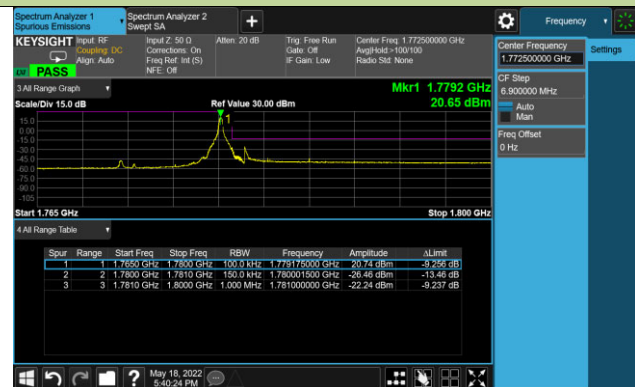 Spectrum Analyzer 1
Spurious Emissions
Spectrum Analyzer 2
Swept SA
Frequency
KEYSIGHT
Input: RF
Coupling: DC
Align: Auto
Input Z: 50 Ω
Corrections: On
Freq Ref: Int (S)
NFE: Off
Atten: 20 dB
Trig: Free Run
Gate: Off
IF Gain: Low
Center Freq: 1.772500000 GHz
Avg|Hold:>100/100
Radio Std: None
PASS
3 All Range Graph
Mkr1 1.7792 GHz
Scale/Div 15.0 dB
Ref Value 30.00 dBm
20.65 dBm
1
15.0
0.00
-15.0
-30.0
-45.0
-60.0
-75.0
-90.0
-105
Start 1.765 GHz
Stop 1.800 GHz
4 All Range Table
Spur Range Start Freq Stop Freq RBW Frequency Amplitude ΔLimit
1 1 1.7650 GHz 1.7800 GHz 100.0 kHz 1.779175000 GHz 20.74 dBm -9.256 dB
2 2 1.7800 GHz 1.7810 GHz 150.0 kHz 1.780001500 GHz -26.46 dBm -13.46 dB
3 3 1.7810 GHz 1.8000 GHz 1.000 MHz 1.781000000 GHz -22.24 dBm -9.237 dB
Center Frequency
1.772500000 GHz
Settings
CF Step
6.900000 MHz
Auto
Man
Freq Offset
0 Hz
?
May 18, 2022
5:40:24 PM